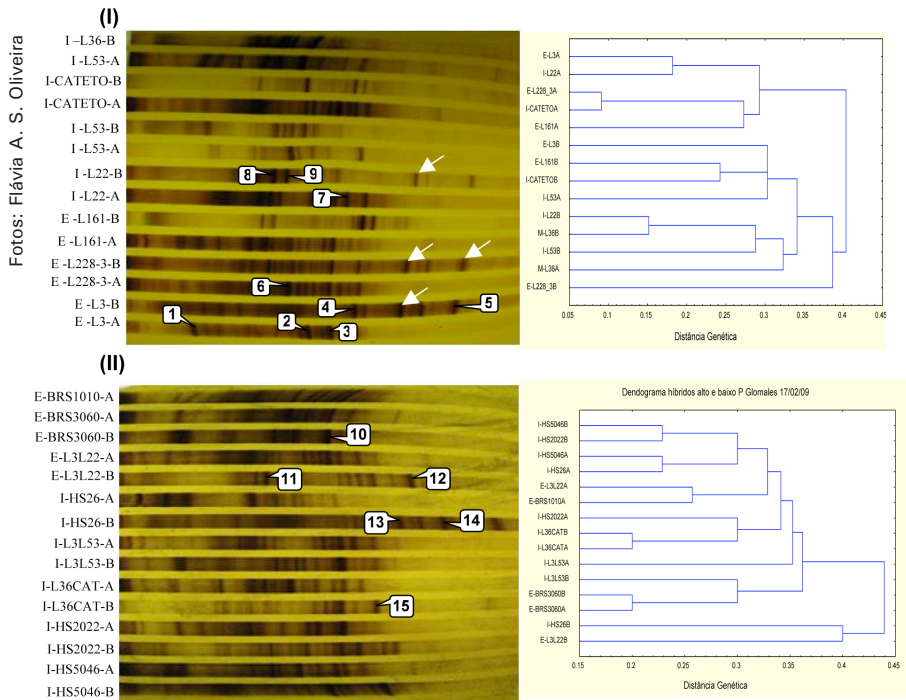 Fotos: Flávia A. S. Oliveira
(I)
I –L36-B
I -L53-A
I-CATETO-B
I-CATETO-A
I -L53-B
I -L53-A
I -L22-B
I -L22-A
E -L161-B
E -L161-A
E -L228-3-B
E -L228-3-A
E -L3-B
E -L3-A
8
9
7
6
4
5
1
2
3
E-L3A
I-L22A
E-L228_3A
I-CATETOA
E-L161A
E-L3B
E-L161B
I-CATETOB
I-L53A
I-L22B
M-L36B
I-L53B
M-L36A
E-L228_3B
0.05 0.1 0.15 0.2 0.25 0.3 0.35 0.4 0.45
Distância Genética
(II)
E-BRS1010-A
E-BRS3060-A
E-BRS3060-B
E-L3L22-A
E-L3L22-B
I-HS26-A
I-HS26-B
I-L3L53-A
I-L3L53-B
I-L36CAT-A
I-L36CAT-B
I-HS2022-A
I-HS2022-B
I-HS5046-A
I-HS5046-B
10
11
12
13
14
15
Dendograma híbridos alto e baixo P Glomales 17/02/09
I-HS5046B
I-HS2022B
I-HS5046A
I-HS26A
E-L3L22A
E-BRS1010A
I-HS2022A
I-L36CATB
I-L36CATA
I-L3L53A
I-L3L53B
E-BRS3060B
E-BRS3060A
I-HS26B
E-L3L22B
0.15 0.2 0.25 0.3 0.35 0.4 0.45
Distância Genética